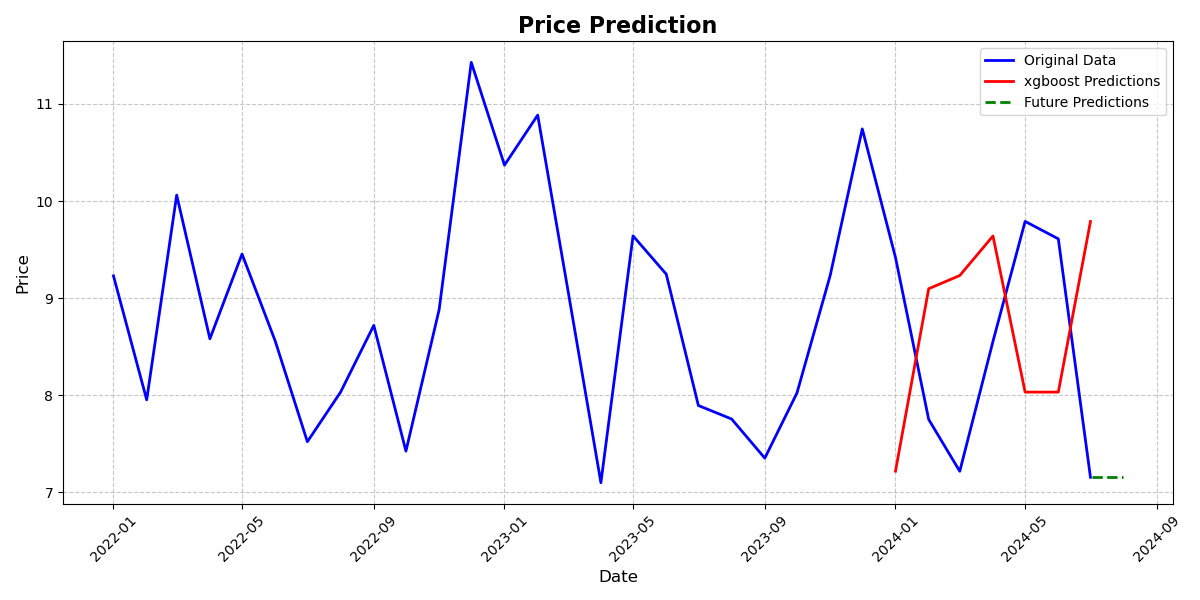 Price Prediction
Original Data
xgboost Predictions
Future Predictions
Price
11
10
9
8
7
2022-01
2022-05
2022-09
2023-01
2023-05
2023-09
2024-01
2024-05
2024-09
Date